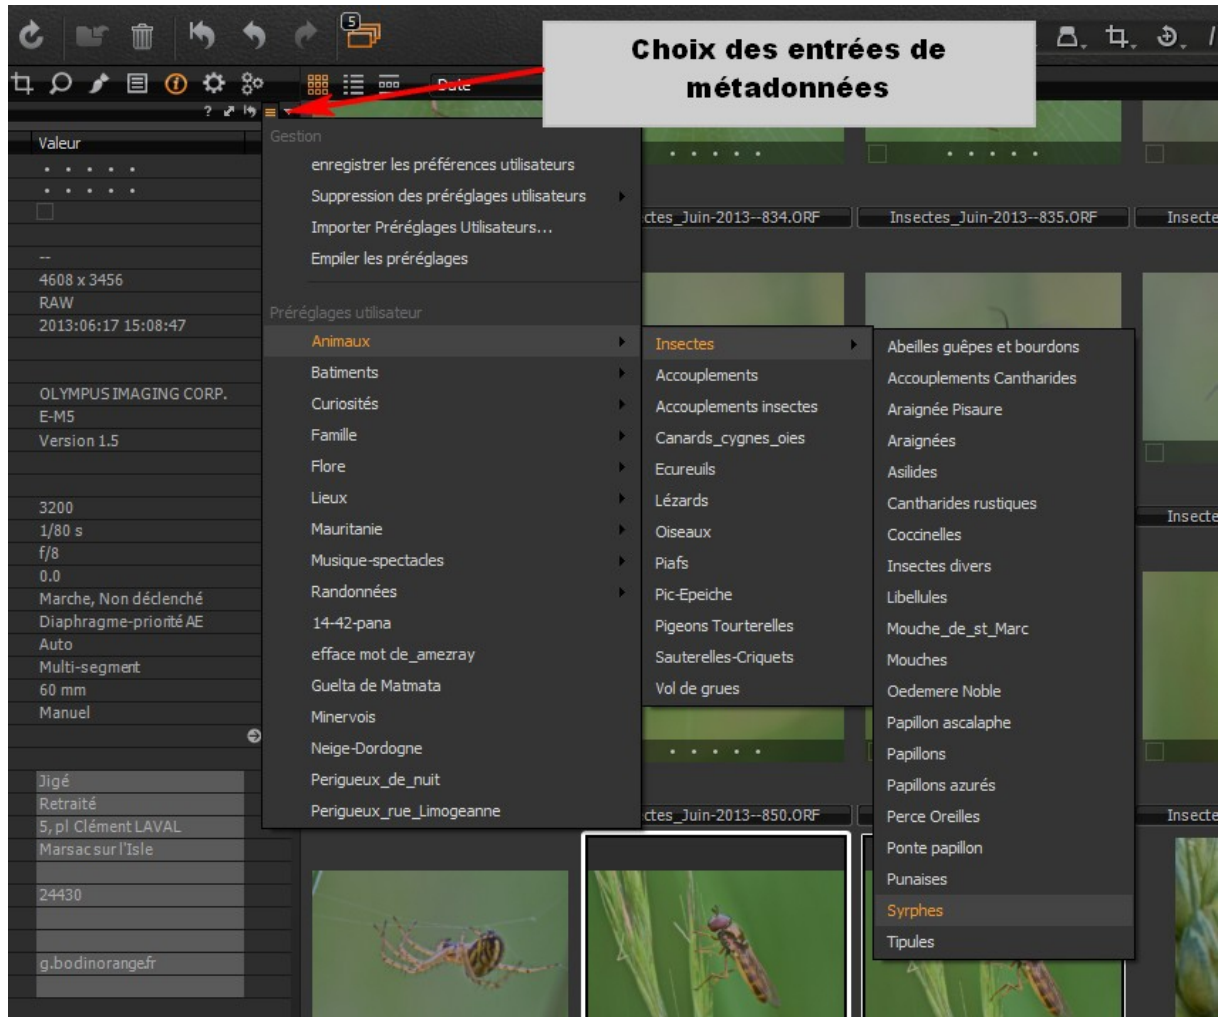 5
Choix des entrées de
métadonnées
Date
?
Valeur
--
4608 x 3456
RAW
2013:06:17 15:08:47
OLYMPUS IMAGING CORP.
E-M5
Version 1.5
3200
1/80 s
f/8
0.0
Marche, Non déclenché
Diaphragme-priorité AE
Auto
Multi-segment
60 mm
Manuel
Jigé
Retraité
5, pl Clément LAVAL
Marsac sur l'Isle
24430
g.bodinorange.fr
Gestion
enregistrer les préférences utilisateurs
Suppression des préréglages utilisateurs
Importer Préréglages Utilisateurs...
Empiler les préréglages
Préréglages utilisateur
Animaux
Batiments
Curiosités
Famille
Flore
Lieux
Mauritanie
Musique-spectacles
Randonnées
14-42-pana
efface mot cle_amezray
Guelta de Matmata
Minervois
Neige-Dordogne
Perigueux_de_nuit
Perigueux_rue_Limogeanne
Insectes
Accouplements
Accouplements insectes
Canards_cygnes_oies
Ecureuils
Lézards
Oiseaux
Piafs
Pic-Epeiche
Pigeons Tourterelles
Sauterelles-Criquets
Vol de grues
Abeilles guêpes et bourdons
Accouplements Cantharides
Araignée Pisaure
Araignées
Asilides
Cantharides rustiques
Coccinelles
Insectes divers
Libellules
Mouche_de_st_Marc
Mouches
Oedemere Noble
Papillon ascalaphe
Papillons
Papillons azurés
Perce Oreilles
Ponte papillon
Punaises
Syrphes
Tipules
ctes_Juin-2013--834.ORF
Insectes_Juin-2013--835.ORF
Insecte
Insecte
ctes_Juin-2013--850.ORF
Insecte